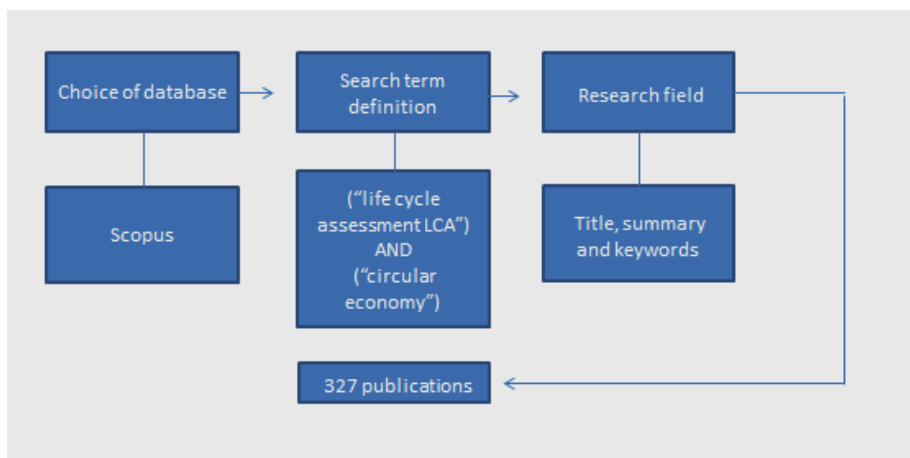 Choice of database
Search term
definition
Research field
Scopus
(“life cycle
assessment LCA”)
AND
(“circular
economy”)
Title, summary
and keywords
327 publications